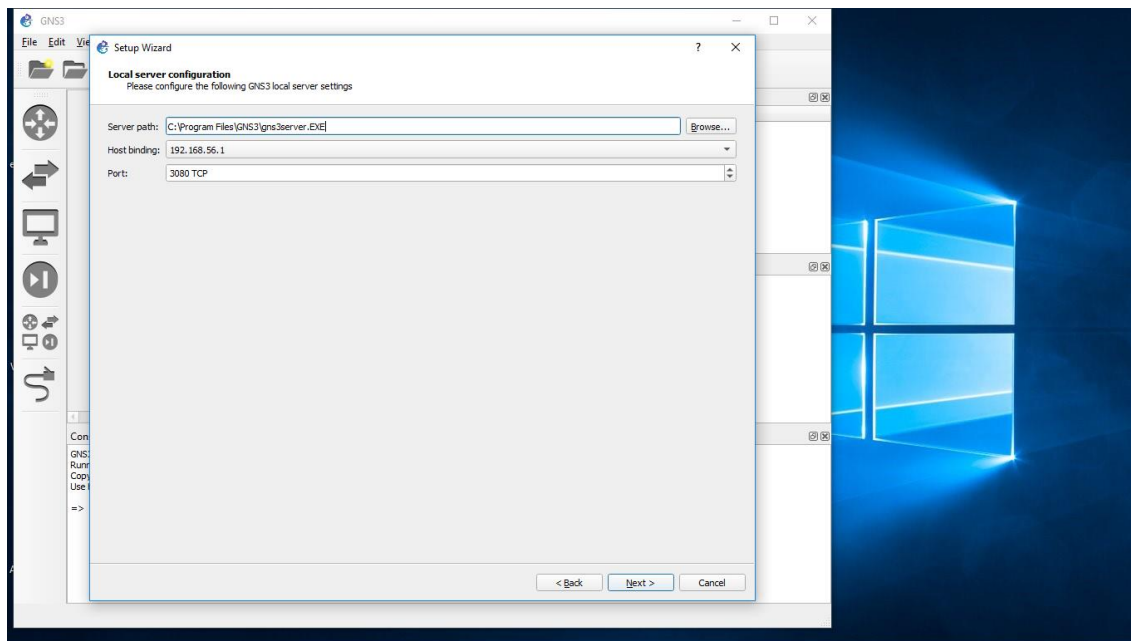 GNS3
File Edit Vie
Setup Wizard
Local server configuration
Please configure the following GNS3 local server settings
Server path: C:\Program Files\GNS3\gns3server.EXE Browse...
Host binding: 192.168.56.1
Port: 3080 TCP
Con
GNS3
Runn
Copy
Use
=>
< Back Next > Cancel